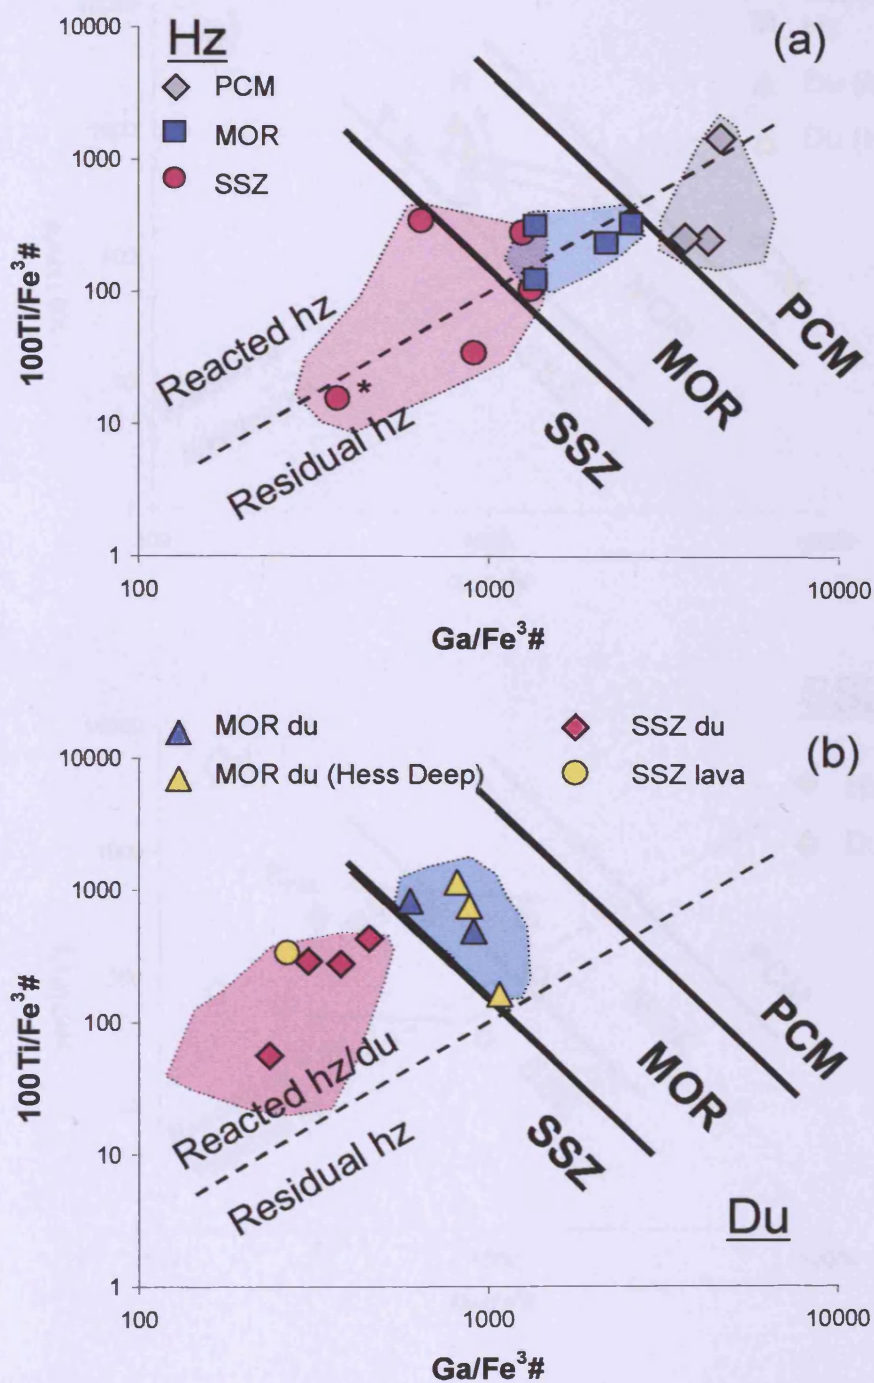 10000
1000
100
10
1
100
1000
10000
100Ti/Fe³#
Ga/Fe³#
Hz
(a)
PCM
MOR
SSZ
Reacted hz
Residual hz
*
SSZ
MOR
PCM
MOR du
MOR du (Hess Deep)
SSZ du
SSZ lava
(b)
10000
1000
100
10
1
100
1000
10000
100Ti/Fe³#
Ga/Fe³#
Reacted hz/du
Residual hz
SSZ
MOR
PCM
Du